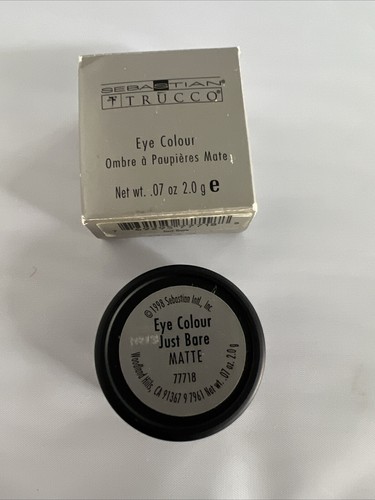 SEBASTIAN®
TRUCCO®
Eye Colour
Ombre à Paupières Mate
Net wt. .07 oz 2.0 g e
©1998 Sebastian Intl., Inc.
Eye Colour
Just Bare
MATTE
77718
Woodland Hills, CA 91367 9 7961 Net wt. .07 oz. 2.0 g